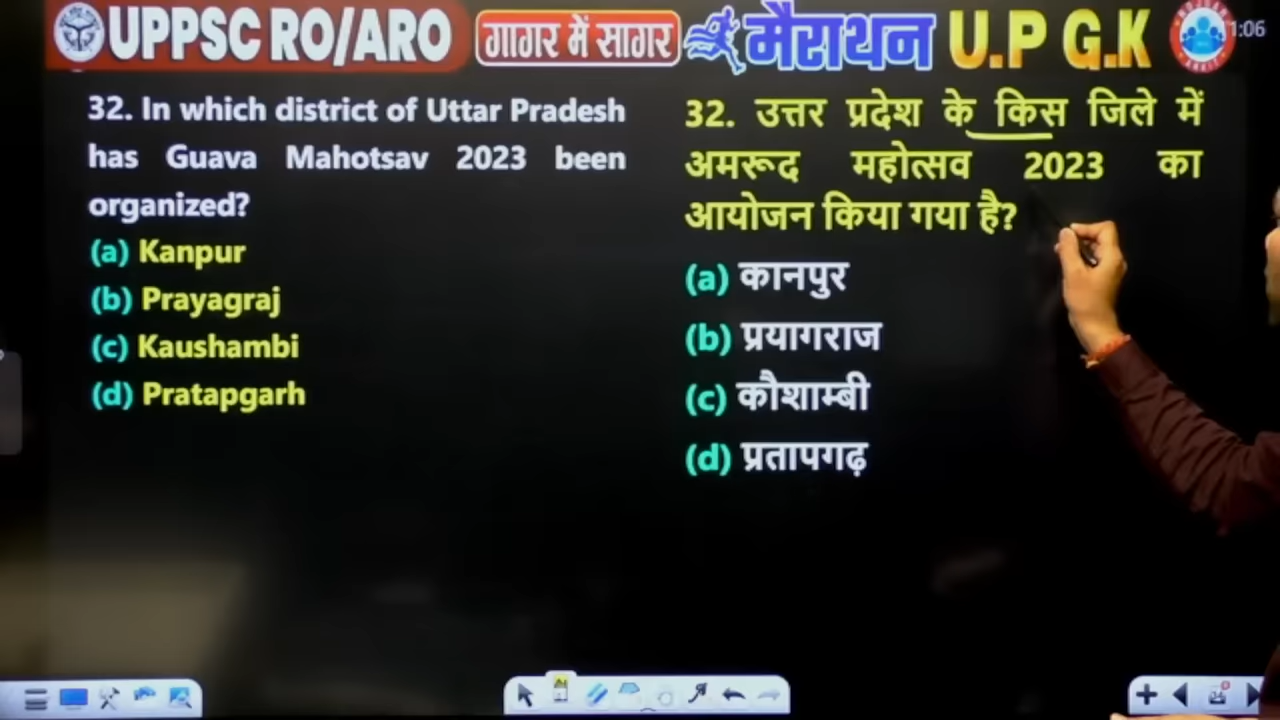 UPPSC RO/ARO गागर में सागर मैराथन U.P G.K
1:06
32. In which district of Uttar Pradesh
has Guava Mahotsav 2023 been
organized?
(a) Kanpur
(b) Prayagraj
(c) Kaushambi
(d) Pratapgarh
32. उत्तर प्रदेश के किस जिले में
अमरूद महोत्सव 2023 का
आयोजन किया गया है?
(a) कानपुर
(b) प्रयागराज
(c) कौशाम्बी
(d) प्रतापगढ़